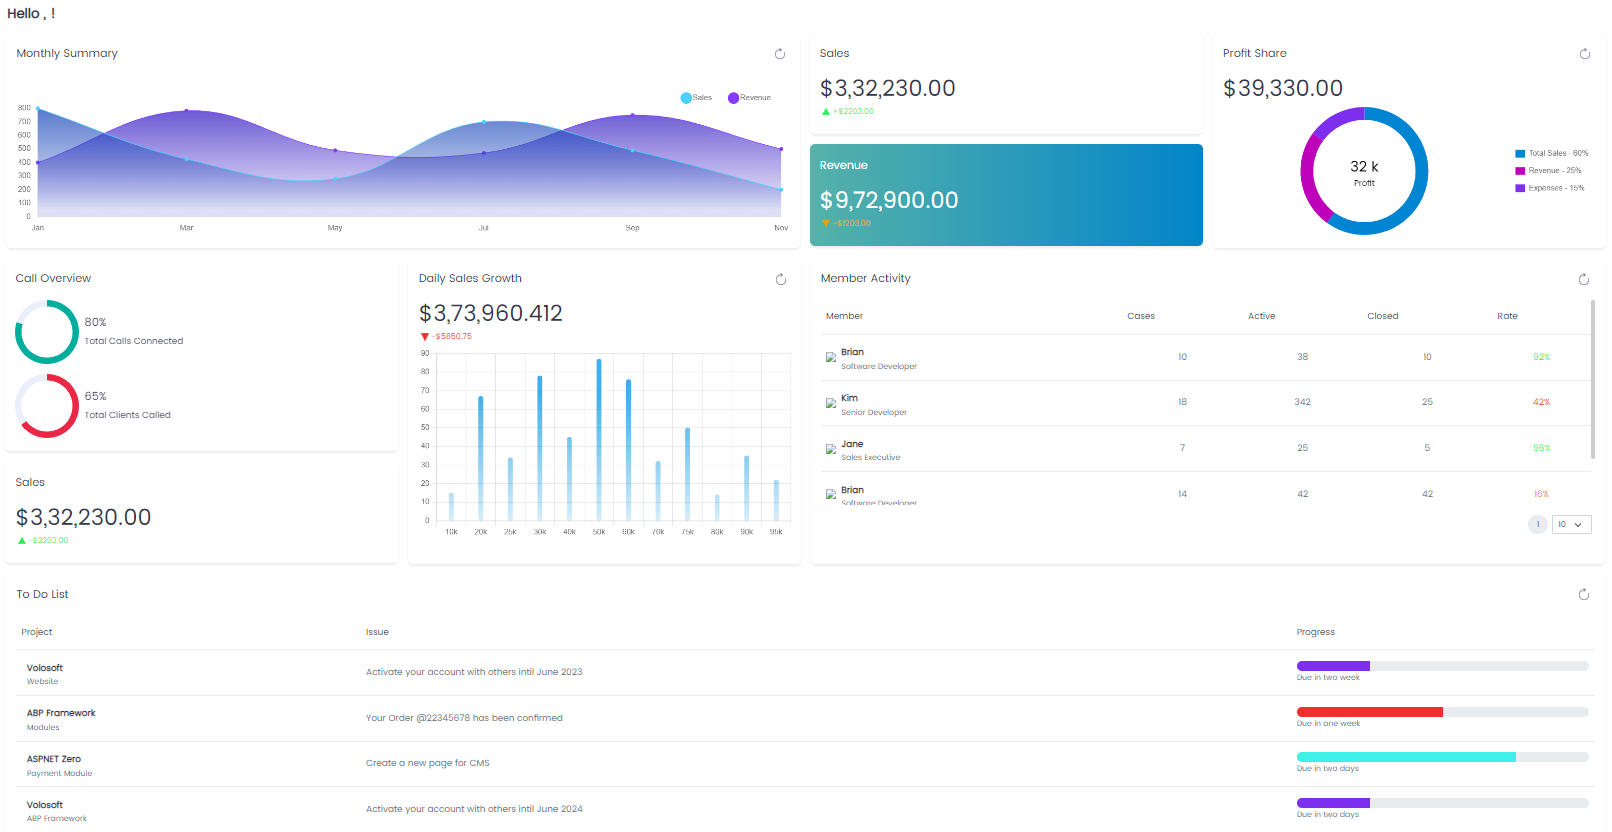 Hello , !
Monthly Summary
Sales
Revenue
800
700
600
500
400
300
200
100
0
Jan
Mar
May
Jul
Sep
Nov
Sales
$3,32,230.00
+$2203.00
Revenue
$9,72,900.00
-$1203.00
Profit Share
$39,330.00
32 k
Profit
Total Sales - 60%
Revenue - 25%
Expenses - 15%
Call Overview
80%
Total Calls Connected
65%
Total Clients Called
Sales
$3,32,230.00
-$2203.00
Daily Sales Growth
$3,73,960.412
-$5850.75
90
80
70
60
50
40
30
20
10
0
10k
20k
25k
30k
40k
50k
60k
70k
75k
80k
90k
95k
Member Activity
Member Cases Active Closed Rate
Brian
Software Developer
10 38 10 92%
Kim
Senior Developer
18 342 25 42%
Jane
Sales Executive
7 25 5 96%
Brian
Software Developer
14 42 42 16%
1 10
To Do List
Project Issue Progress
Volosoft
Website
Activate your account with others intil June 2023
Due in two week
ABP Framework
Modules
Your Order @22345678 has been confirmed
Due in one week
ASPNET Zero
Payment Module
Create a new page for CMS
Due in two days
Volosoft
ABP Framework
Activate your account with others intil June 2024
Due in two days